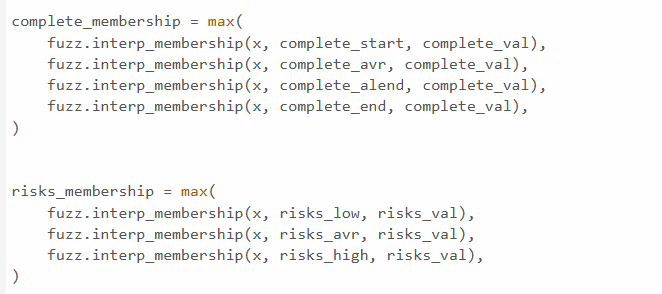 complete_membership = max(
    fuzz.interp_membership(x, complete_start, complete_val),
    fuzz.interp_membership(x, complete_avr, complete_val),
    fuzz.interp_membership(x, complete_alend, complete_val),
    fuzz.interp_membership(x, complete_end, complete_val),
)
risks_membership = max(
    fuzz.interp_membership(x, risks_low, risks_val),
    fuzz.interp_membership(x, risks_avr, risks_val),
    fuzz.interp_membership(x, risks_high, risks_val),
)